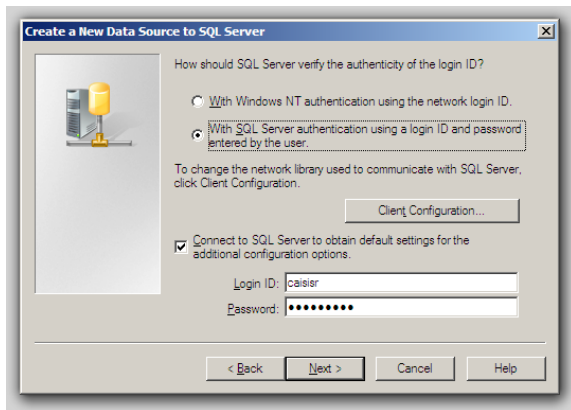 Create a New Data Source to SQL Server
How should SQL Server verify the authenticity of the login ID?
With Windows NT authentication using the network login ID.
With SQL Server authentication using a login ID and password
entered by the user.
To change the network library used to communicate with SQL Server,
click Client Configuration.
Client Configuration...
Connect to SQL Server to obtain default settings for the
additional configuration options.
Login ID: caisisr
Password: •••••••••
< Back Next > Cancel Help